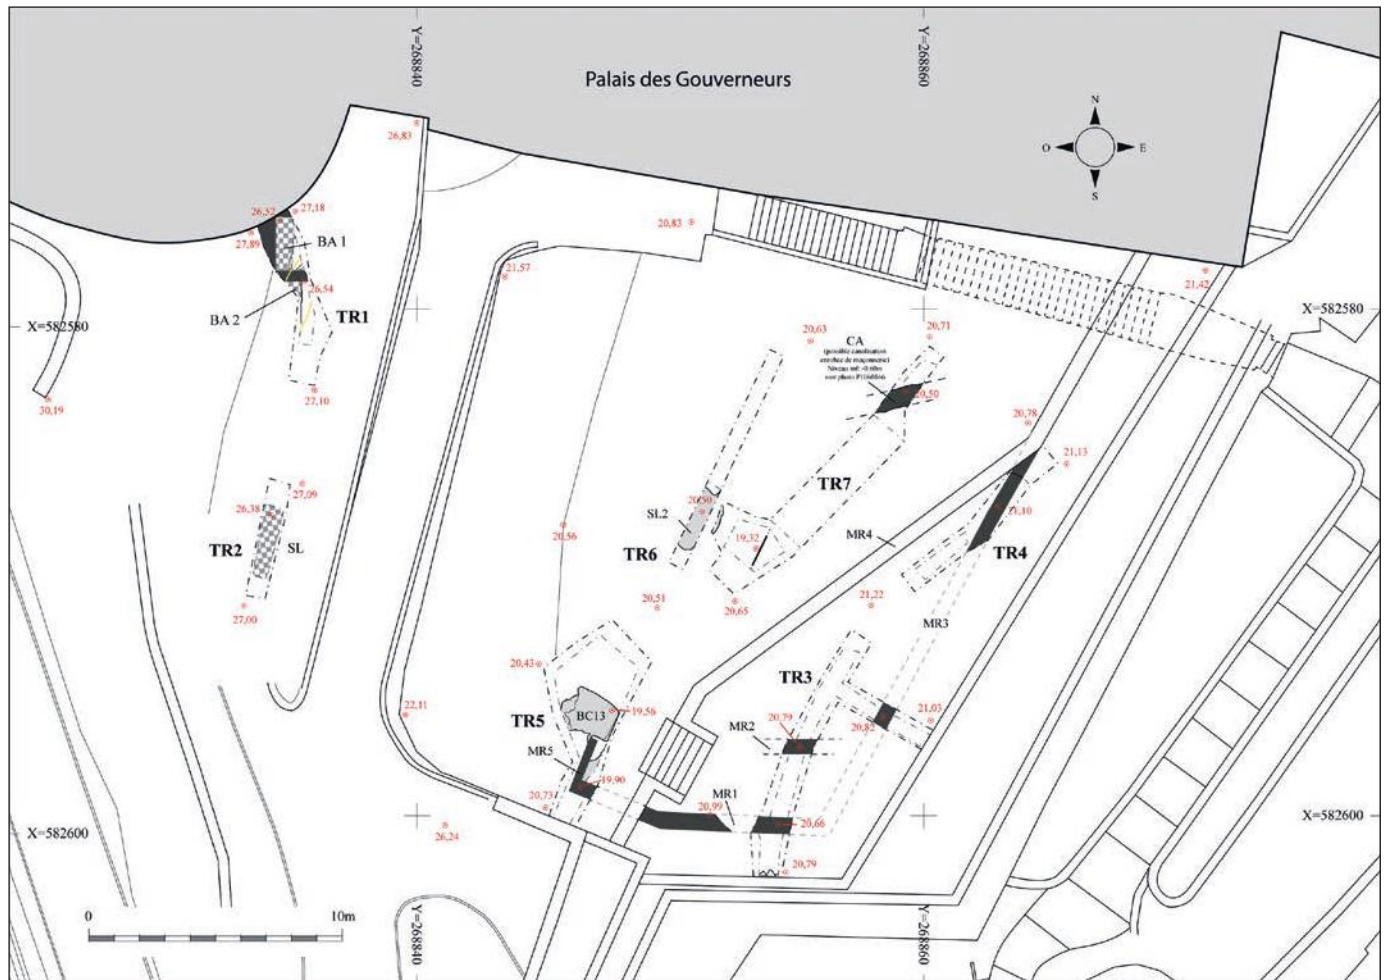 Y=268840
Y=268860
Palais des Gouverneurs
N
O
E
S
26,83
26,52
27,18
27,89
BA 1
20,83
21,57
21,42
26,54
BA 2
TR1
X=582580
X=582580
20,63
20,71
CA
(possible canalisation
enrobée de maçonnerie)
30,19
27,10
20,50
20,78
21,13
27,09
26,38
TR7
20,50
SL2
21,10
TR2
SL
20,56
TR6
19,32
MR4
TR4
27,00
20,51
20,65
21,22
MR3
20,43
TR3
22,11
TR5
BC13
19,56
20,79
20,82
21,03
MR5
MR2
19,90
20,73
20,99
MR1
20,66
X=582600
26,24
X=582600
20,79
0
10m
Y=268840
Y=268860